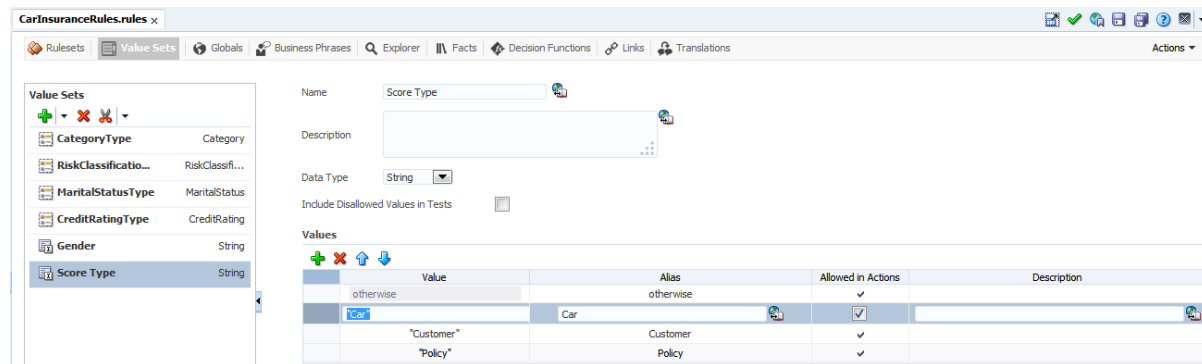 CarInsuranceRules.rules x
Rulesets Value Sets Globals Business Phrases Explorer Facts Decision Functions Links Translations Actions
Value Sets
CategoryType Category
RiskClassificatio... RiskClassifi...
MaritalStatusType MaritalStatus
CreditRatingType CreditRating
Gender String
Score Type String
Name Score Type
Description
Data Type String
Include Disallowed Values in Tests
Values
Value Alias Allowed in Actions Description
otherwise otherwise
"Car" Car
"Customer" Customer
"Policy" Policy